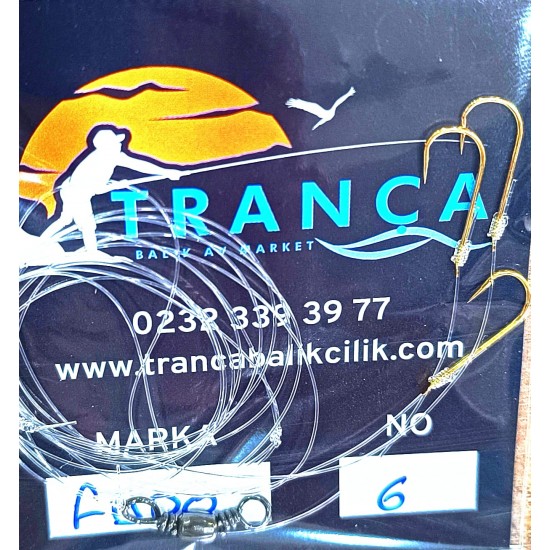 TRANÇA
BALIK AV MARKET
0232 339 39 77
www.trancabalikcilik.com
MARKA NO
6